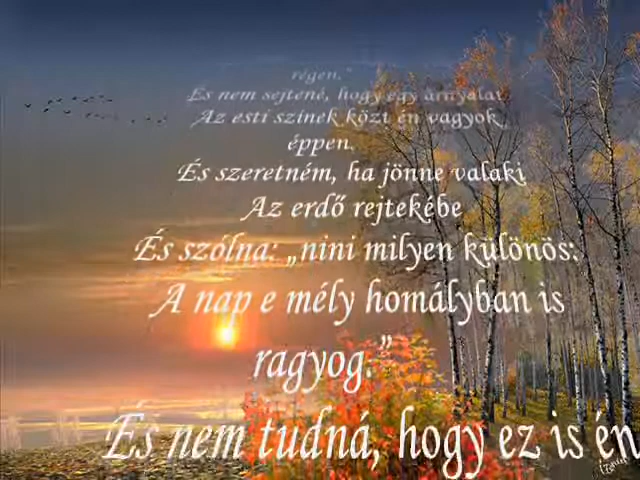 régen."
És nem sejtené, hogy egy árnyalat
Az esti színek közt én vagyok
éppen.
És szeretném, ha jönne valaki
Az erdő rejtekébe
És szólna: „nini milyen különös:
A nap e mély homályban is
ragyog."
És nem tudná, hogy ez is én